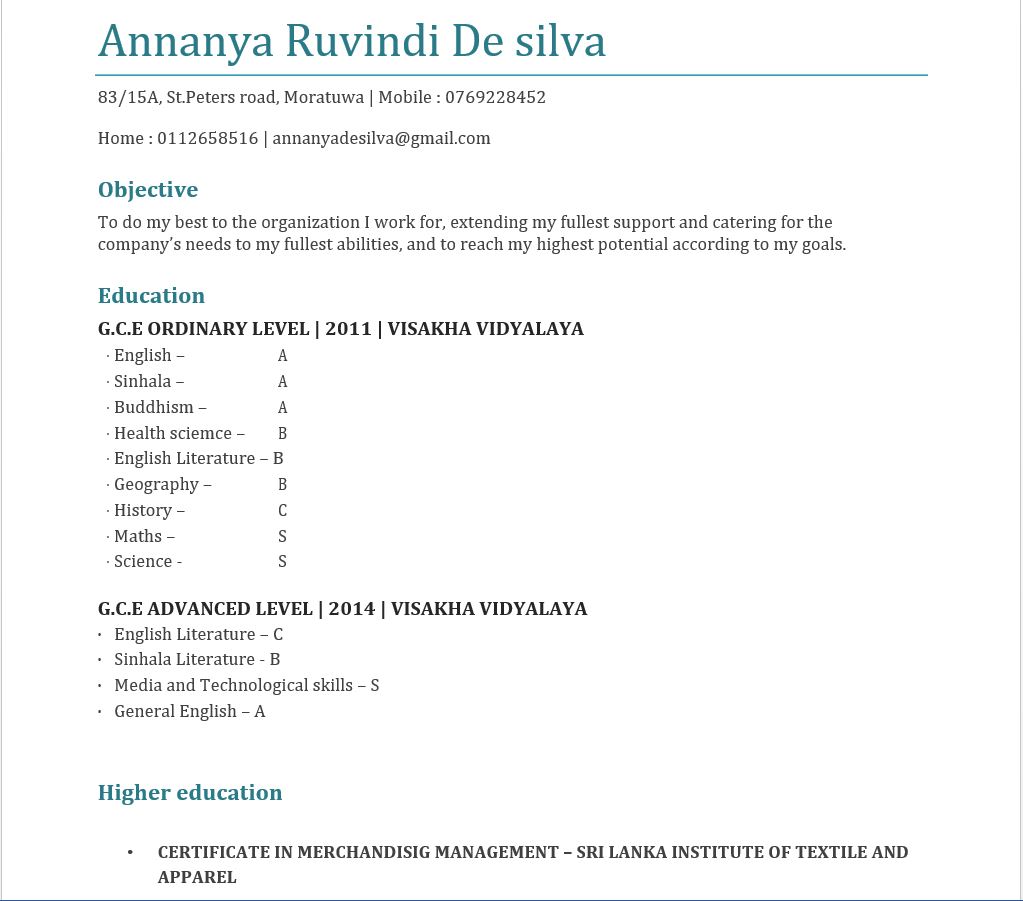 Annanya Ruvindi De silva
83/15A, St.Peters road, Moratuwa | Mobile : 0769228452
Home : 0112658516 | annanyadesilva@gmail.com
Objective
To do my best to the organization I work for, extending my fullest support and catering for the
company’s needs to my fullest abilities, and to reach my highest potential according to my goals.
Education
G.C.E ORDINARY LEVEL | 2011 | VISAKHA VIDYALAYA
· English – A
· Sinhala – A
· Buddhism – A
· Health sciemce – B
· English Literature – B
· Geography – B
· History – C
· Maths – S
· Science - S
G.C.E ADVANCED LEVEL | 2014 | VISAKHA VIDYALAYA
• English Literature – C
• Sinhala Literature - B
• Media and Technological skills – S
• General English – A
Higher education
• CERTIFICATE IN MERCHANDISIG MANAGEMENT – SRI LANKA INSTITUTE OF TEXTILE AND
APPAREL